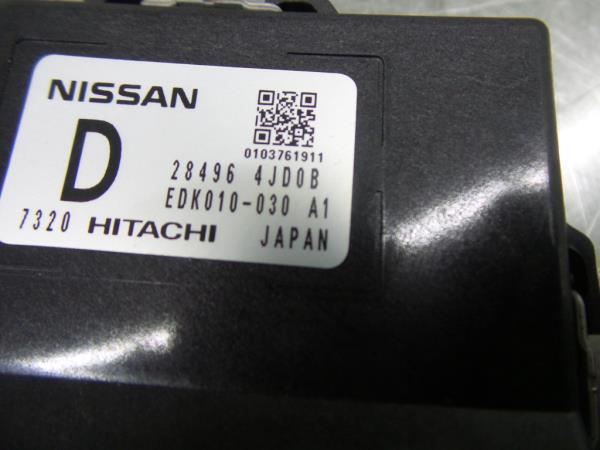 NISSAN
0103761911
D
28496 4JD0B
EDK010-030 A1
7320 HITACHI JAPAN